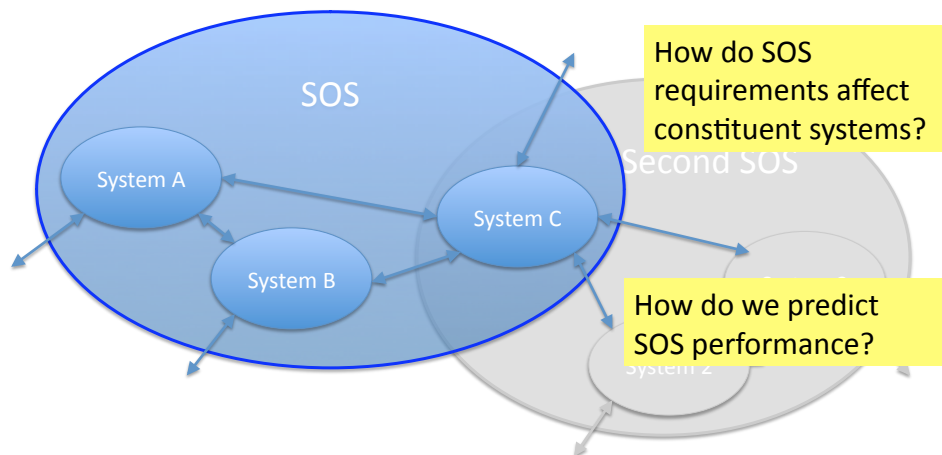 How do SOS
requirements affect
constituent systems?
SOS
Second SOS
System A
System C
System B
How do we predict
SOS performance?
System 2